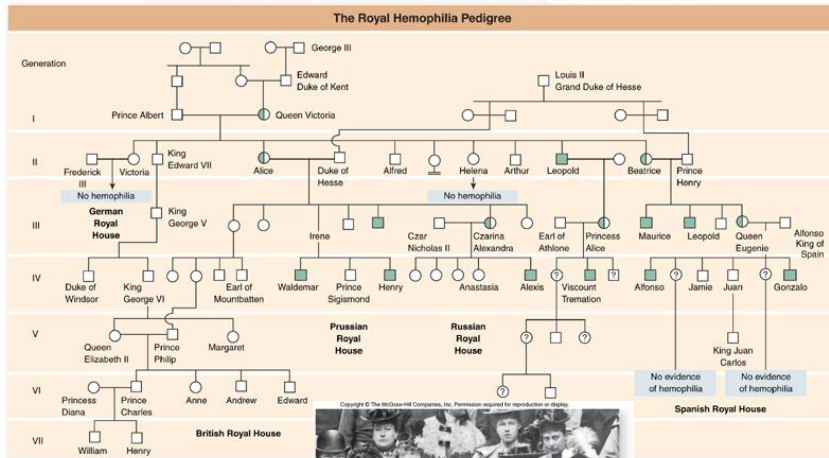 The Royal Hemophilia Pedigree
George III
Generation
Edward
Duke of Kent
Louis II
Grand Duke of Hesse
I
Prince Albert
Queen Victoria
II
Frederick
III
Victoria
King
Edward VII
Alice
Duke of
Hesse
Alfred
Helena
Arthur
Leopold
Beatrice
Prince
Henry
No hemophilia
No hemophilia
German
Royal
House
III
King
George V
Irene
Czar
Nicholas II
Czarina
Alexandra
Earl of
Athlone
Princess
Alice
Maurice
Leopold
Queen
Eugenie
Alfonso
King of
Spain
IV
Duke of
Windsor
King
George VI
Earl of
Mountbatten
Waldemar
Prince
Sigismond
Henry
Anastasia
Alexis
?
Viscount
Tremation
?
Alfonso
?
Jamie
Juan
?
Gonzalo
V
Queen
Elizabeth II
Prince
Philip
Margaret
Prussian
Royal
House
Russian
Royal
House
?
?
King Juan
Carlos
No evidence
of hemophilia
No evidence
of hemophilia
VI
Princess
Diana
Prince
Charles
Anne
Andrew
Edward
?
Spanish Royal House
Copyright © The McGraw-Hill Companies, Inc. Permission required for reproduction or display.
VII
William
Henry
British Royal House